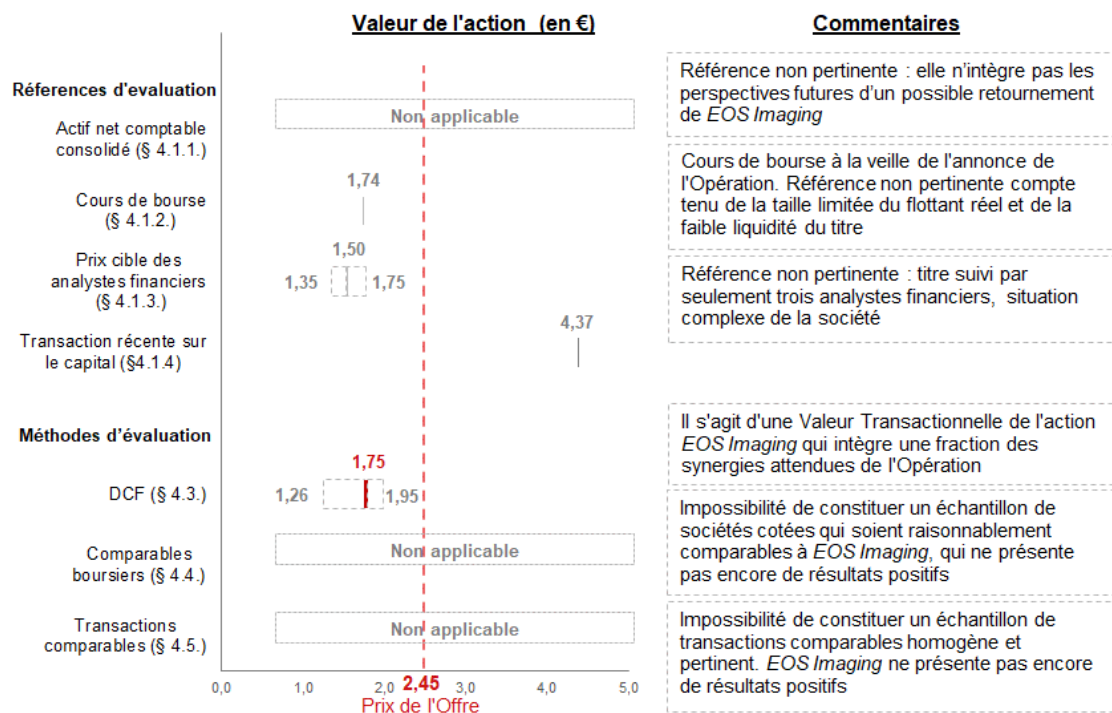 Valeur de l'action (en €)
Commentaires
Réferences d'evaluation
Actif net comptable
consolidé (§ 4.1.1.)
Non applicable
Référence non pertinente : elle n'intègre pas les
perspectives futures d'un possible retournement
de EOS Imaging
Cours de bourse
(§ 4.1.2.)
1,74
Cours de bourse à la veille de l'annonce de
l'Opération. Référence non pertinente compte
tenu de la taille limitée du flottant réel et de la
faible liquidité du titre
Prix cible des
analystes financiers
(§ 4.1.3.)
1,50
1,35
1,75
Référence non pertinente : titre suivi par
seulement trois analystes financiers, situation
complexe de la société
Transaction récente sur
le capital (§4.1.4)
4,37
Méthodes d'évaluation
DCF (§ 4.3.)
1,75
1,26
1,95
Il s'agit d'une Valeur Transactionnelle de l'action
EOS Imaging qui intègre une fraction des
synergies attendues de l'Opération
Comparables
boursiers (§ 4.4.)
Non applicable
Impossibilité de constituer un échantillon de
sociétés cotées qui soient raisonnablement
comparables à EOS Imaging, qui ne présente
pas encore de résultats positifs
Transactions
comparables (§ 4.5.)
Non applicable
Impossibilité de constituer un échantillon de
transactions comparables homogène et
pertinent. EOS Imaging ne présente pas encore
de résultats positifs
0,0 1,0 2,0 2,45 3,0 4,0 5,0
Prix de l'Offre